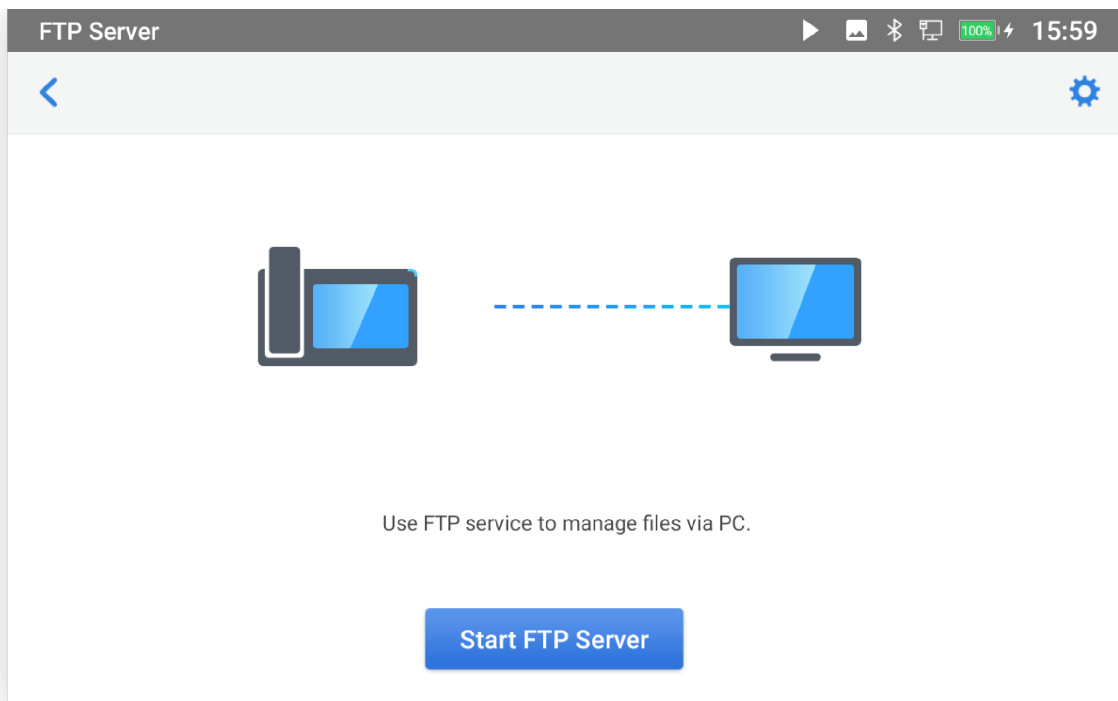 FTP Server
100%
15:59
Use FTP service to manage files via PC.
Start FTP Server